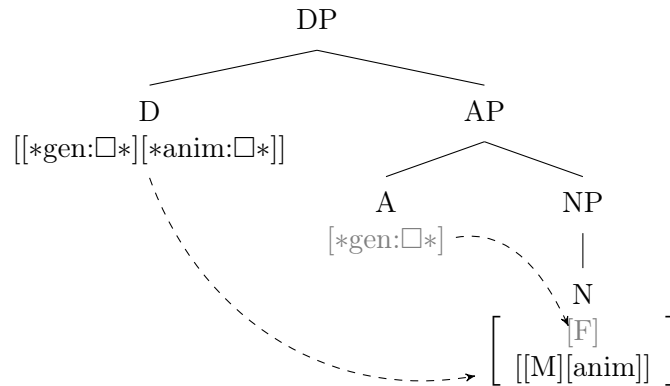 DP
D AP
[[∗gen:□∗][∗anim:□∗]]
A NP
[∗gen:□∗]
N
[F]
[[M][anim]]